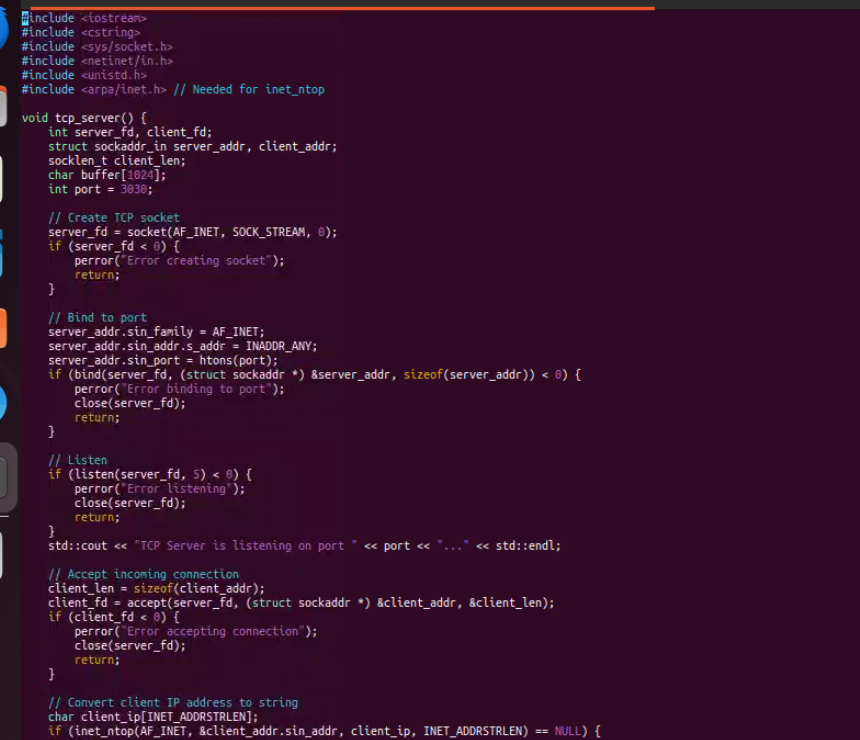 #include <iostream>
#include <cstring>
#include <sys/socket.h>
#include <netinet/in.h>
#include <unistd.h>
#include <arpa/inet.h> // Needed for inet_ntop

void tcp_server() {
    int server_fd, client_fd;
    struct sockaddr_in server_addr, client_addr;
    socklen_t client_len;
    char buffer[1024];
    int port = 3030;

    // Create TCP socket
    server_fd = socket(AF_INET, SOCK_STREAM, 0);
    if (server_fd < 0) {
        perror("Error creating socket");
        return;
    }

    // Bind to port
    server_addr.sin_family = AF_INET;
    server_addr.sin_addr.s_addr = INADDR_ANY;
    server_addr.sin_port = htons(port);
    if (bind(server_fd, (struct sockaddr *) &server_addr, sizeof(server_addr)) < 0) {
        perror("Error binding to port");
        close(server_fd);
        return;
    }

    // Listen
    if (listen(server_fd, 5) < 0) {
        perror("Error listening");
        close(server_fd);
        return;
    }
    std::cout << "TCP Server is listening on port " << port << "..." << std::endl;

    // Accept incoming connection
    client_len = sizeof(client_addr);
    client_fd = accept(server_fd, (struct sockaddr *) &client_addr, &client_len);
    if (client_fd < 0) {
        perror("Error accepting connection");
        close(server_fd);
        return;
    }

    // Convert client IP address to string
    char client_ip[INET_ADDRSTRLEN];
    if (inet_ntop(AF_INET, &client_addr.sin_addr, client_ip, INET_ADDRSTRLEN) == NULL) {